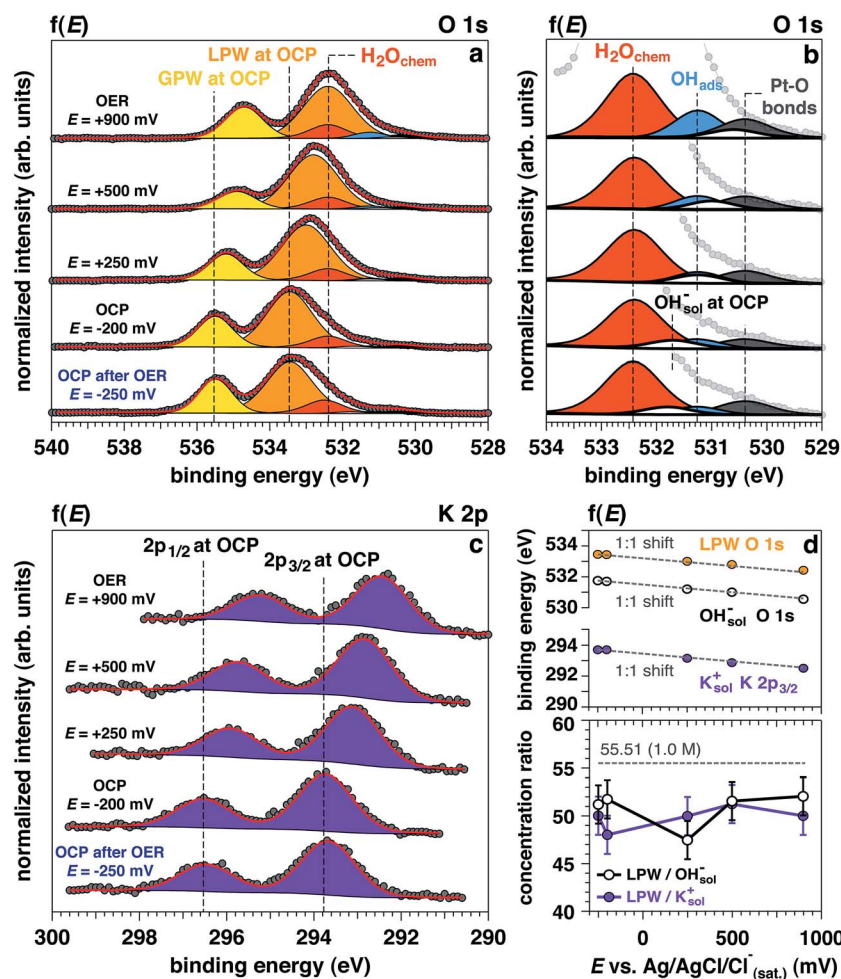 f(E) O 1s
a
LPW at OCP
GPW at OCP
H2Ochem
OER
E = +900 mV
E = +500 mV
E = +250 mV
OCP
E = -200 mV
OCP after OER
E = -250 mV
normalized intensity (arb. units)
540 538 536 534 532 530 528
binding energy (eV)
f(E) O 1s
b
H2Ochem
OHads
Pt-O
bonds
OH-sol at OCP
normalized intensity (arb. units)
534 533 532 531 530 529
binding energy (eV)
f(E) K 2p
c
2p1/2 at OCP
2p3/2 at OCP
OER
E = +900 mV
E = +500 mV
E = +250 mV
OCP
E = -200 mV
OCP after OER
E = -250 mV
normalized intensity (arb. units)
300 298 296 294 292 290
binding energy (eV)
f(E)
d
534
532
530
1:1 shift
LPW O 1s
1:1 shift
OH-sol O 1s
294
292
290
1:1 shift
K+sol K 2p3/2
binding energy (eV)
60
55
50
45
40
55.51 (1.0 M)
LPW / OH-sol
LPW / K+sol
concentration ratio
0 500 1000
E vs. Ag/AgCl/Cl-(sat.) (mV)